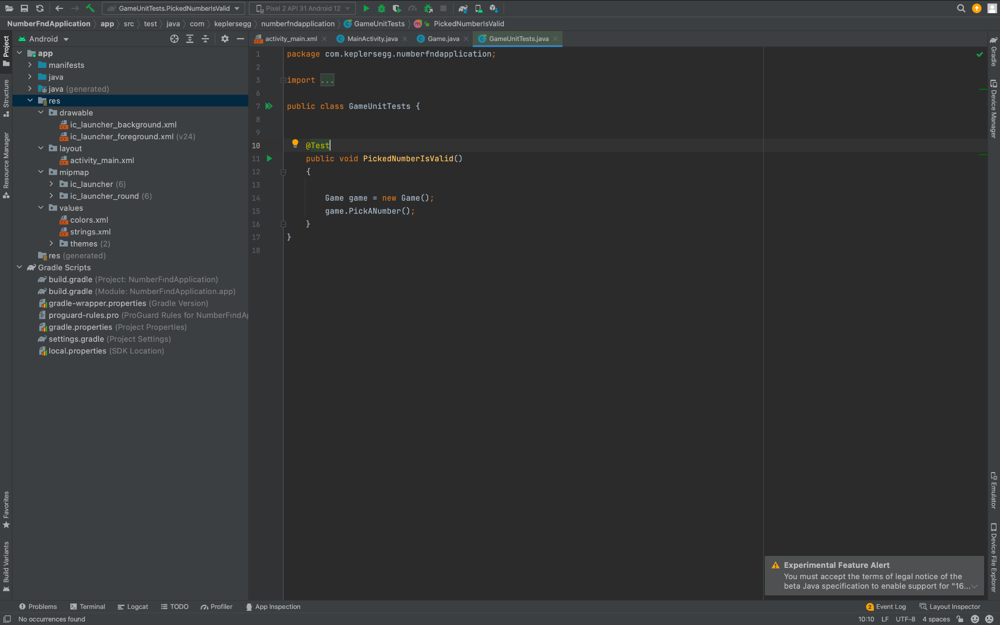 GameUnitTests.PickedNumberIsValid
Pixel 2 API 31 Android 12
NumberFndApplication app src test java com keplersegg numberfndapplication GameUnitTests PickedNumberIsValid
Android
activity_main.xml MainActivity.java Game.java GameUnitTests.java
Project
Structure
Resource Manager
Favorites
Build Variants
app
manifests
java
java (generated)
res
drawable
ic_launcher_background.xml
ic_launcher_foreground.xml (v24)
layout
activity_main.xml
mipmap
ic_launcher (6)
ic_launcher_round (6)
values
colors.xml
strings.xml
themes (2)
res (generated)
Gradle Scripts
build.gradle (Project: NumberFındApplication)
build.gradle (Module: NumberFındApplication.app)
gradle-wrapper.properties (Gradle Version)
proguard-rules.pro (ProGuard Rules for NumberFındAp
gradle.properties (Project Properties)
settings.gradle (Project Settings)
local.properties (SDK Location)
1 package com.keplersegg.numberfndapplication;
2
3 import ...
6
7 public class GameUnitTests {
8
9
10 @Test
11 public void PickedNumberIsValid()
12 {
13
14 Game game = new Game();
15 game.PickANumber();
16 }
17 }
18
Gradle
Device Manager
Emulator
Device File Explorer
Experimental Feature Alert
You must accept the terms of legal notice of the
beta Java specification to enable support for "16...
Problems Terminal Logcat TODO Profiler App Inspection
2 Event Log Layout Inspector
No occurrences found
10:10 LF UTF-8 4 spaces